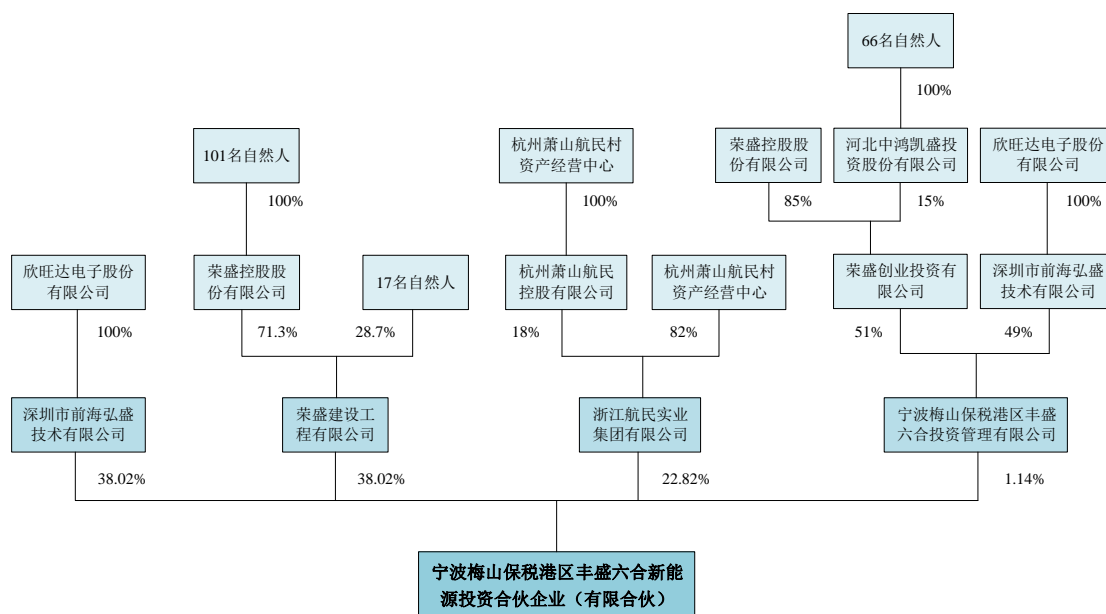 66名自然人
100%
101名自然人
杭州萧山航民村
资产经营中心
荣盛控股股
份有限公司
河北中鸿凯盛投
资股份有限公司
欣旺达电子股份
有限公司
100%
100%
85%
15%
100%
欣旺达电子股份
有限公司
荣盛控股股
份有限公司
17名自然人
杭州萧山航民
控股有限公司
杭州萧山航民村
资产经营中心
荣盛创业投资有
限公司
深圳市前海弘盛
技术有限公司
100%
71.3%
28.7%
18%
82%
51%
49%
深圳市前海弘盛
技术有限公司
荣盛建设工
程有限公司
浙江航民实业
集团有限公司
宁波梅山保税港区丰盛
六合投资管理有限公司
38.02%
38.02%
22.82%
1.14%
宁波梅山保税港区丰盛六合新能
源投资合伙企业（有限合伙）